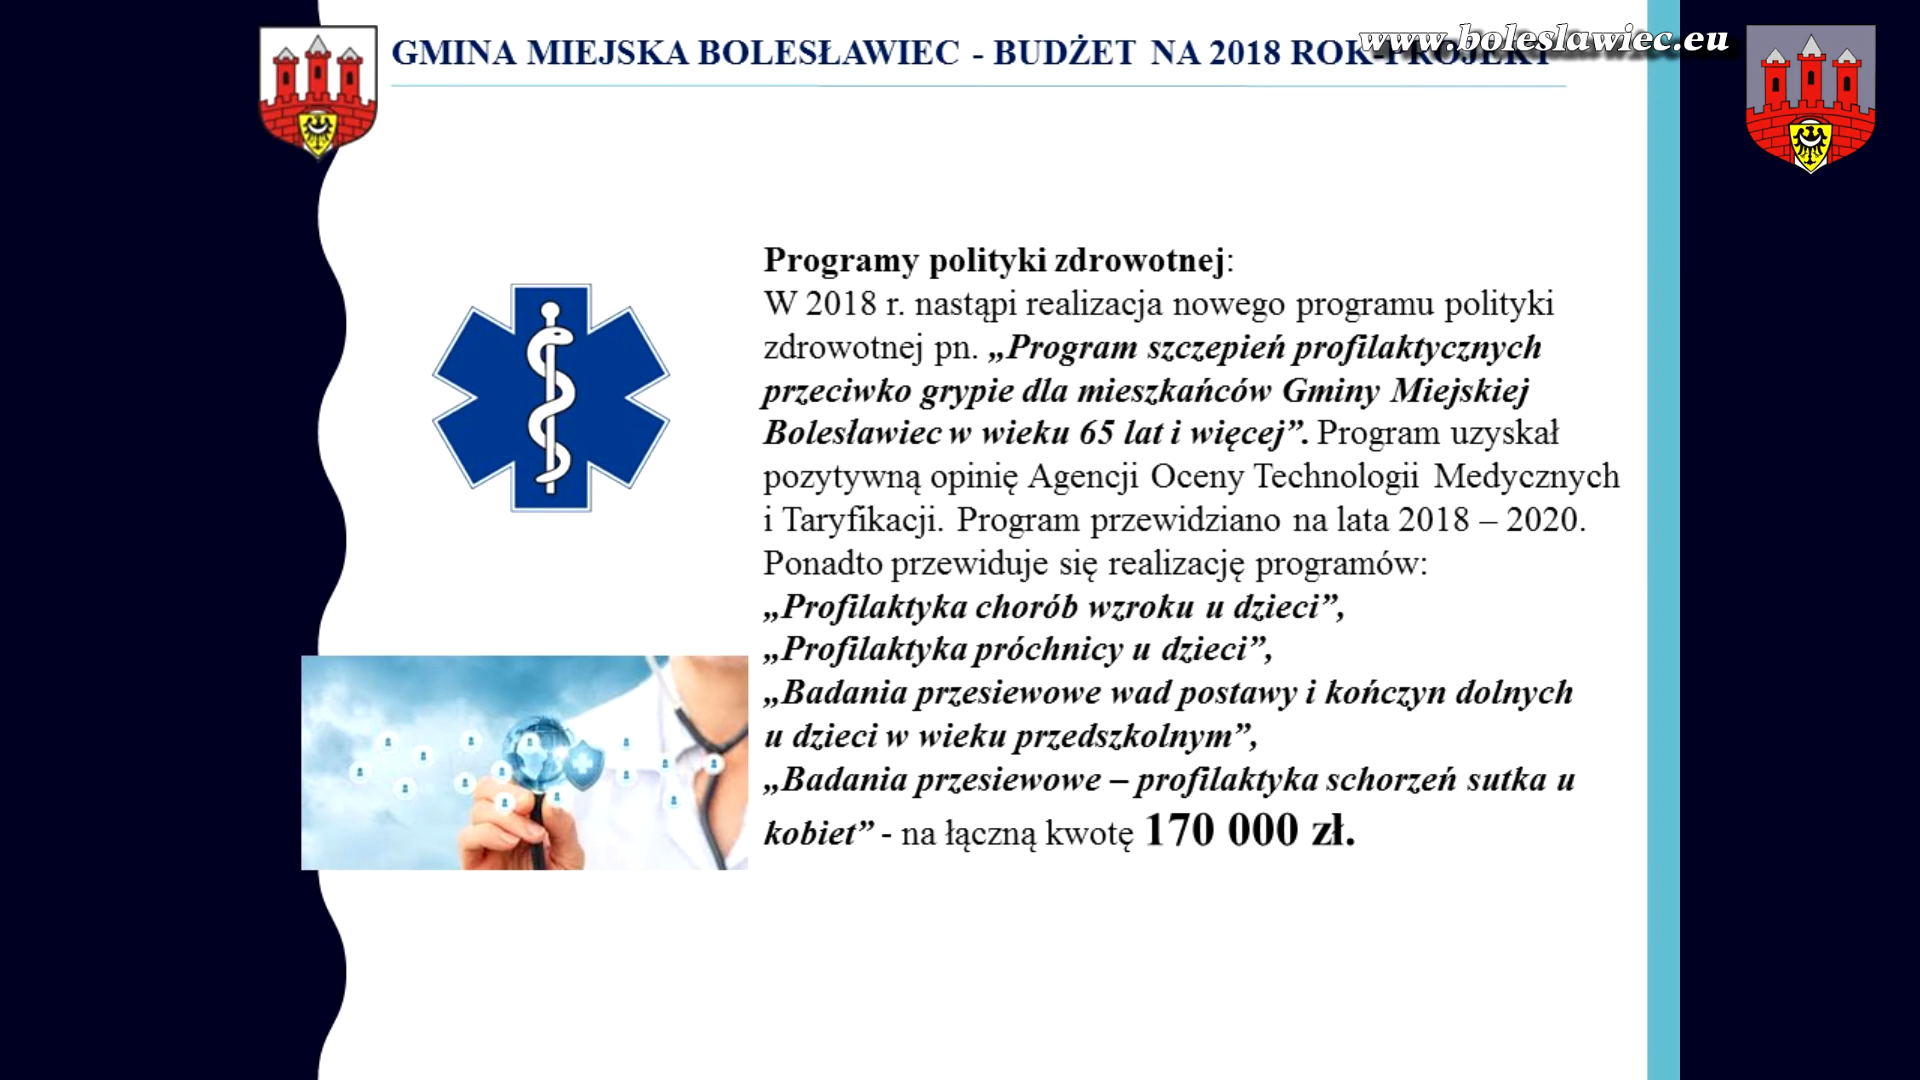 GMINA MIEJSKA BOLESŁAWIEC - BUDŻET NA 2018 ROK-PROJEKT
www.boleslawiec.eu
Programy polityki zdrowotnej:
W 2018 r. nastąpi realizacja nowego programu polityki
zdrowotnej pn. „Program szczepień profilaktycznych
przeciwko grypie dla mieszkańców Gminy Miejskiej
Bolesławiec w wieku 65 lat i więcej”. Program uzyskał
pozytywną opinię Agencji Oceny Technologii Medycznych
i Taryfikacji. Program przewidziano na lata 2018 – 2020.
Ponadto przewiduje się realizację programów:
„Profilaktyka chorób wzroku u dzieci”,
„Profilaktyka próchnicy u dzieci”,
„Badania przesiewowe wad postawy i kończyn dolnych
u dzieci w wieku przedszkolnym”,
„Badania przesiewowe – profilaktyka schorzeń sutka u
kobiet” - na łączną kwotę 170 000 zł.